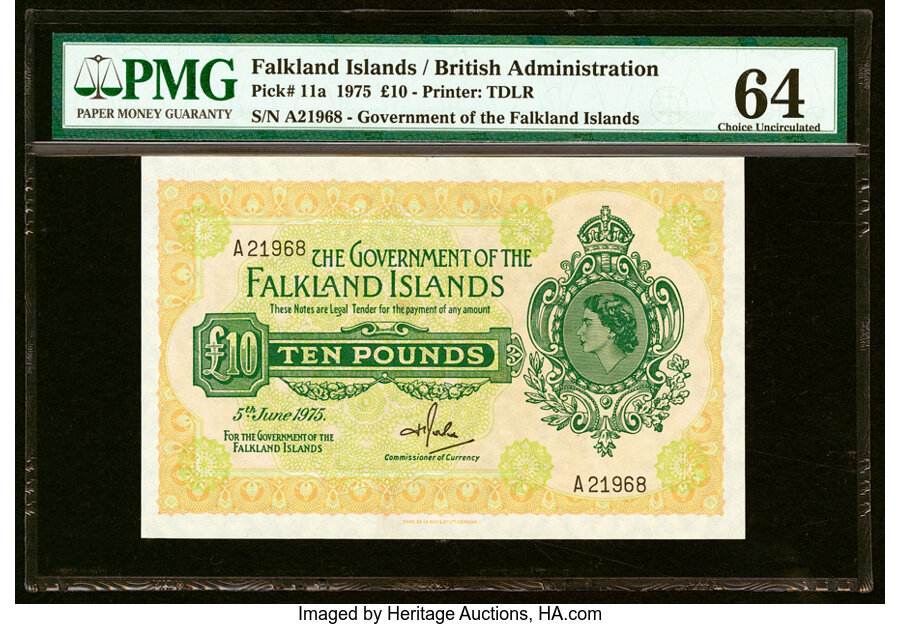 PMG
PAPER MONEY GUARANTY
Falkland Islands / British Administration
Pick# 11a 1975 £10 - Printer: TDLR
S/N A21968 - Government of the Falkland Islands
64
Choice Uncirculated
A21968
THE GOVERNMENT OF THE
FALKLAND ISLANDS
These Notes are Legal Tender for the payment of any amount
£10
TEN POUNDS
5th June 1975.
FOR THE GOVERNMENT OF THE
FALKLAND ISLANDS
Commissioner of Currency
A21968
Imaged by Heritage Auctions, HA.com